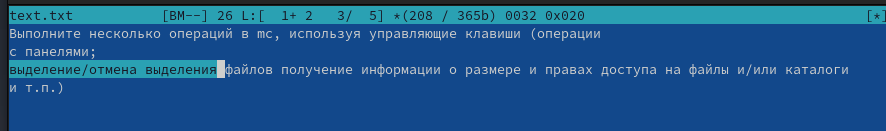 text.txt [BM--] 26 L:[ 1+ 2 3/ 5] *(208 / 365b) 0032 0x020 [*]
Выполните несколько операций в mc, используя управляющие клавиши (операции
с панелями;
выделение/отмена выделения файлов получение информации о размере и правах доступа на файлы и/или каталоги
и т.п.)